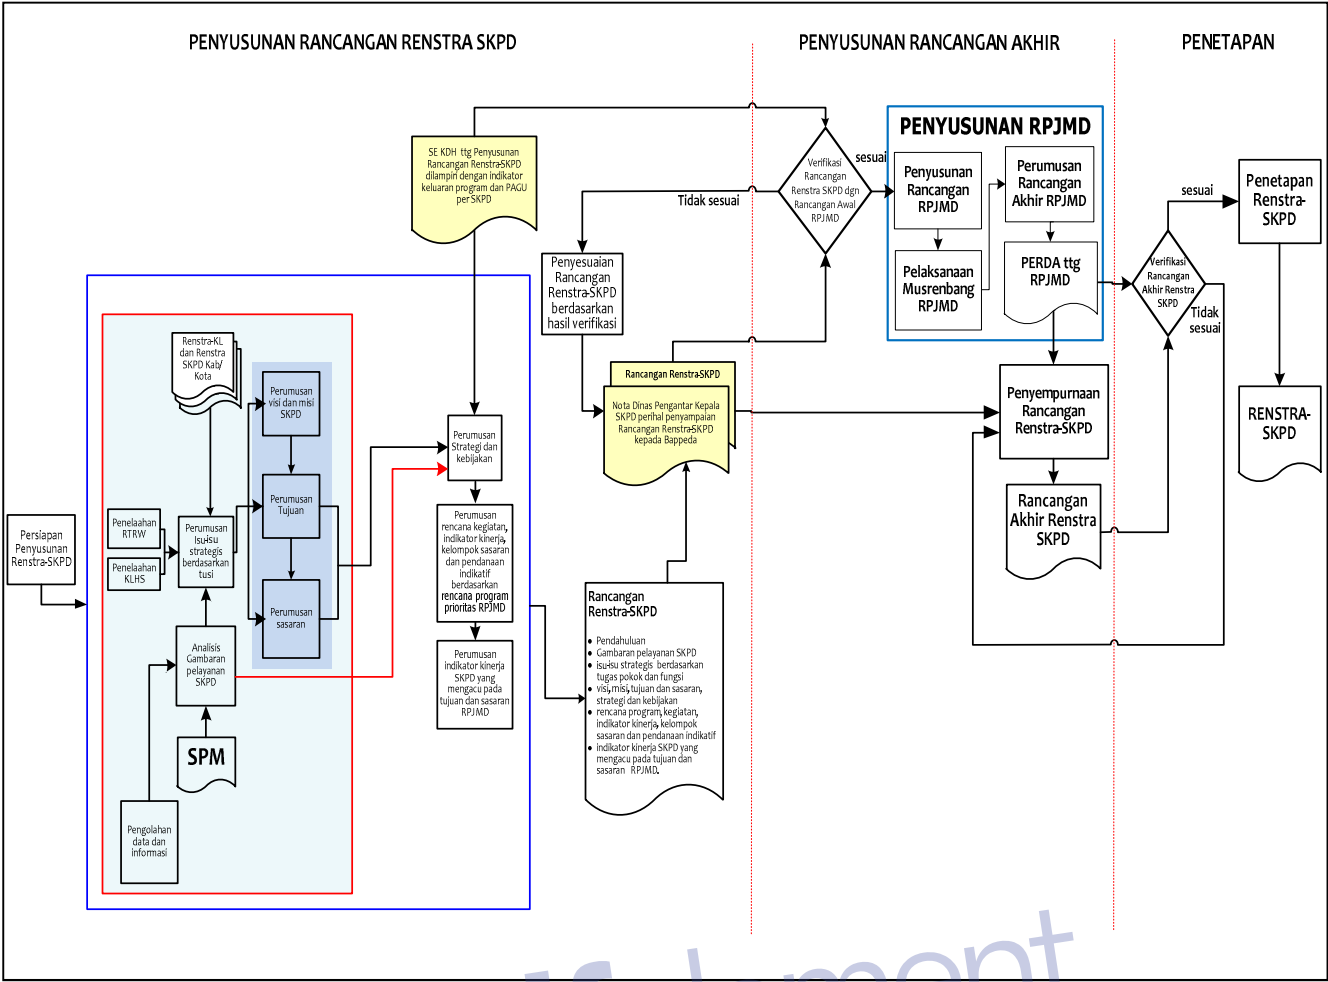 PENYUSUNAN RANCANGAN RENSTRA SKPD
PENYUSUNAN RANCANGAN AKHIR
PENETAPAN
SE KDH ttg Penyusunan
Rancangan Renstra-SKPD
dilampiri dengan indikator
keluaran program dan PAGU
per SKPD
Verifikasi
Rancangan
Renstra SKPD dgn
Rancangan Awal
RPJMD
sesuai
Tidak sesuai
PENYUSUNAN RPJMD
Penyusunan
Rancangan
RPJMD
Perumusan
Rancangan
Akhir RPJMD
Pelaksanaan
Musrenbang
RPJMD
PERDA ttg
RPJMD
sesuai
Penetapan
Renstra-
SKPD
Verifikasi
Rancangan
Akhir Renstra
SKPD
Tidak
sesuai
Penyesuaian
Rancangan
Renstra-SKPD
berdasarkan
hasil verifikasi
Renstra-KL
dan Renstra
SKPD Kab/
Kota
Perumusan
visi dan misi
SKPD
Rancangan Renstra-SKPD
Nota Dinas Pengantar Kepala
SKPD perihal penyampaian
Rancangan Renstra-SKPD
kepada Bappeda
Penyempurnaan
Rancangan
Renstra-SKPD
RENSTRA-
SKPD
Perumusan
Strategi dan
kebijakan
Perumusan
Tujuan
Rancangan
Akhir Renstra
SKPD
Persiapan
Penyusunan
Renstra-SKPD
Penelaahan
RTRW
Penelaahan
KLHS
Perumusan
Isu-isu
strategis
berdasarkan
tusi
Perumusan
rencana kegiatan,
indikator kinerja,
kelompok sasaran
dan pendanaan
indikatif
berdasarkan
rencana program
prioritas RPJMD
Perumusan
sasaran
Analisis
Gambaran
pelayanan
SKPD
Perumusan
indikator kinerja
SKPD yang
mengacu pada
tujuan dan sasaran
RPJMD
Rancangan
Renstra-SKPD
• Pendahuluan
• Gambaran pelayanan SKPD
• isu-isu strategis berdasarkan
tugas pokok dan fungsi
• visi, misi, tujuan dan sasaran,
strategi dan kebijakan
• rencana program, kegiatan,
indikator kinerja, kelompok
sasaran dan pendanaan indikatif
• indikator kinerja SKPD yang
mengacu pada tujuan dan
sasaran RPJMD.
SPM
Pengolahan
data dan
informasi